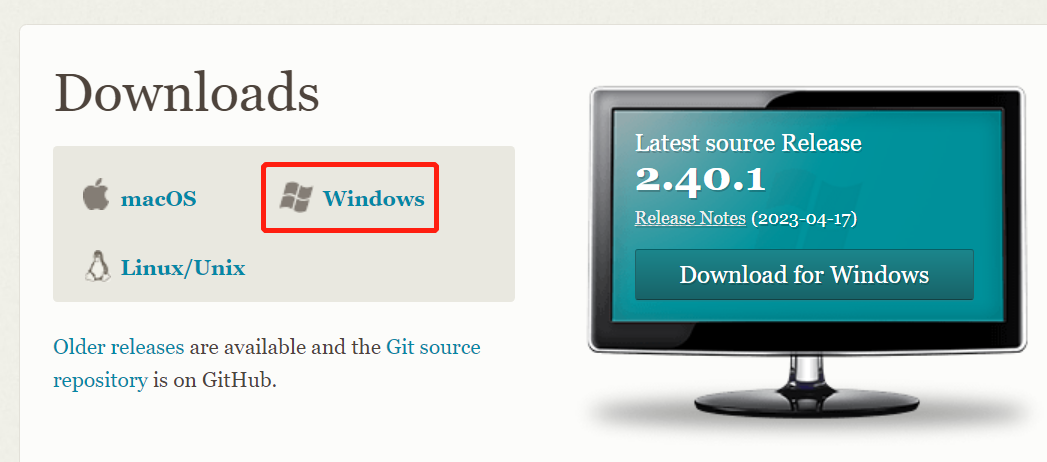 Downloads
macOS
Windows
Linux/Unix
Older releases are available and the Git source
repository is on GitHub.
Latest source Release
2.40.1
Release Notes (2023-04-17)
Download for Windows